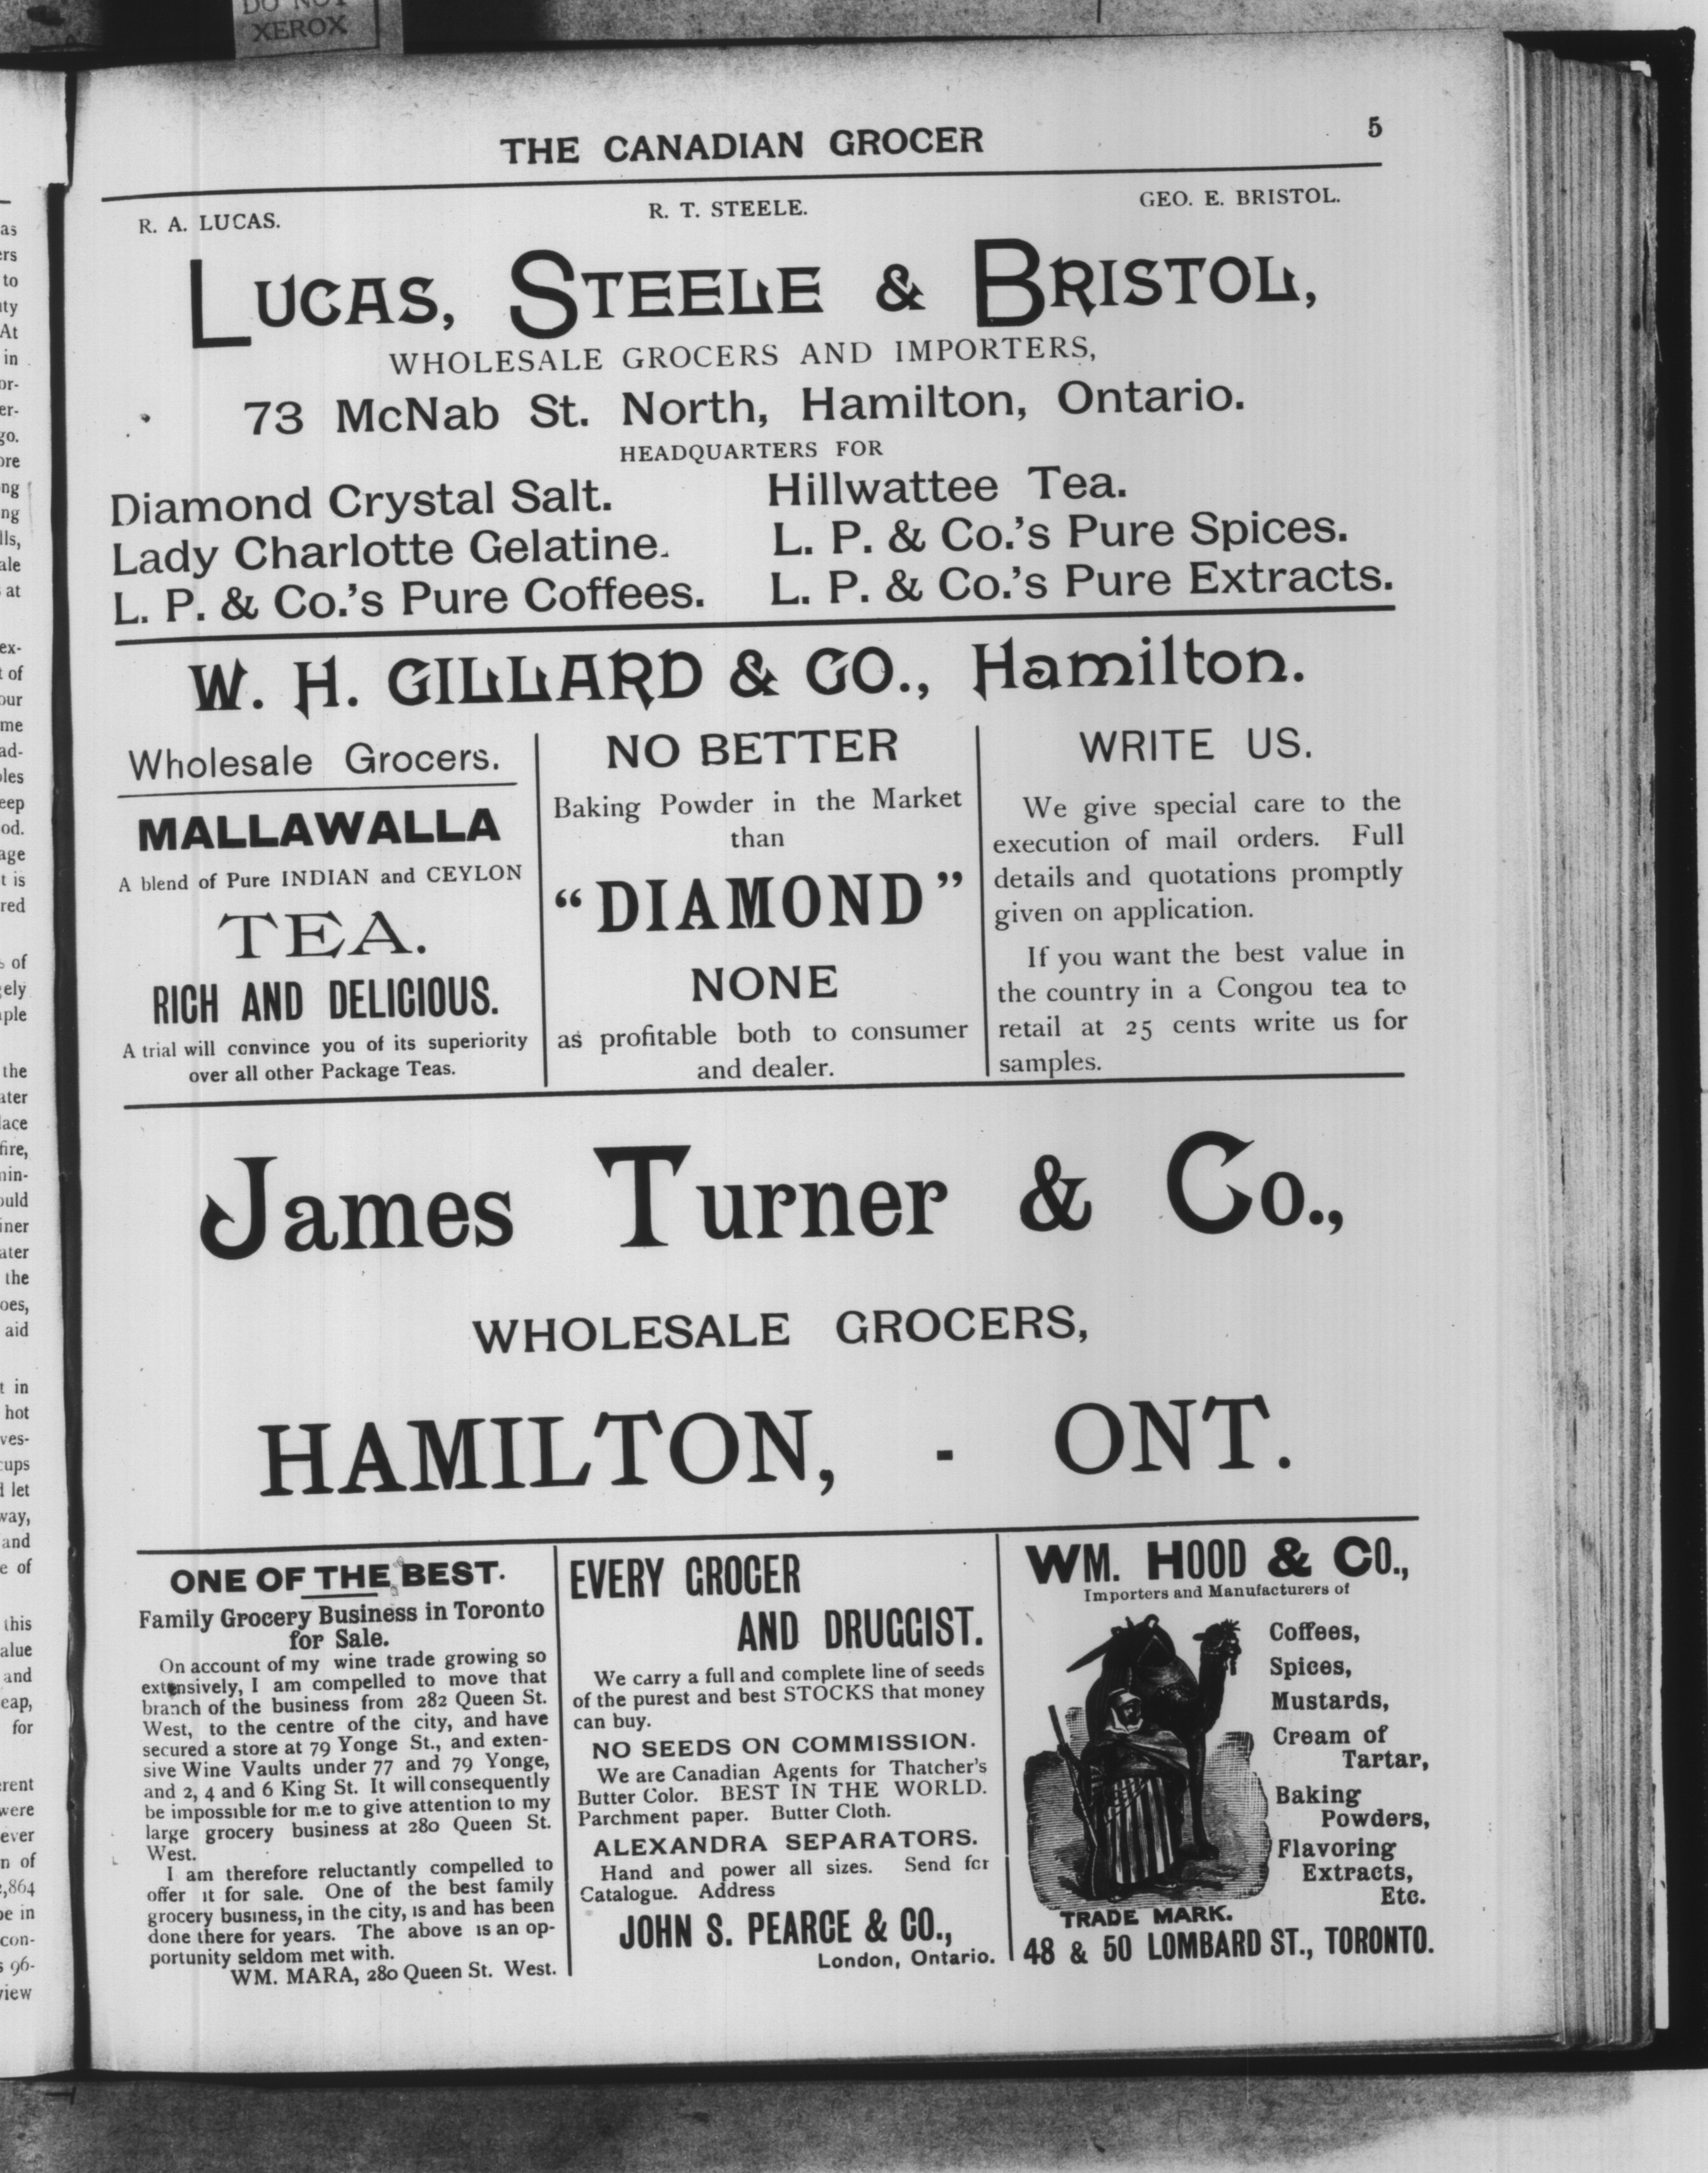 DO NOT
XEROX
THE CANADIAN GROCER
5
R. A. LUCAS.
R. T. STEELE.
GEO. E. BRISTOL.
LUCAS, STEELE & BRISTOL,
WHOLESALE GROCERS AND IMPORTERS,
73 McNab St. North, Hamilton, Ontario.
HEADQUARTERS FOR
Diamond Crystal Salt.
Lady Charlotte Gelatine.
L. P. & Co.'s Pure Coffees.
Hillwattee Tea.
L. P. & Co.'s Pure Spices.
L. P. & Co.'s Pure Extracts.
W. H. GILLARD & CO., Hamilton.
Wholesale Grocers.
MALLAWALLA
A blend of Pure INDIAN and CEYLON
TEA.
RICH AND DELICIOUS.
A trial will convince you of its superiority
over all other Package Teas.
NO BETTER
Baking Powder in the Market
than
"DIAMOND"
NONE
as profitable both to consumer
and dealer.
WRITE US.
We give special care to the
execution of mail orders. Full
details and quotations promptly
given on application.
If you want the best value in
the country in a Congou tea to
retail at 25 cents write us for
samples.
James Turner & Co.,
WHOLESALE GROCERS,
HAMILTON, - ONT.
ONE OF THE BEST.
Family Grocery Business in Toronto
for Sale.
On account of my wine trade growing so
extensively, I am compelled to move that
branch of the business from 282 Queen St.
West, to the centre of the city, and have
secured a store at 79 Yonge St., and exten-
sive Wine Vaults under 77 and 79 Yonge,
and 2, 4 and 6 King St. It will consequently
be impossible for me to give attention to my
large grocery business at 280 Queen St.
West.
I am therefore reluctantly compelled to
offer it for sale. One of the best family
grocery business, in the city, is and has been
done there for years. The above is an op-
portunity seldom met with.
WM. MARA, 280 Queen St. West.
EVERY GROCER
AND DRUGGIST.
We carry a full and complete line of seeds
of the purest and best STOCKS that money
can buy.
NO SEEDS ON COMMISSION.
We are Canadian Agents for Thatcher's
Butter Color. BEST IN THE WORLD.
Parchment paper. Butter Cloth.
ALEXANDRA SEPARATORS.
Hand and power all sizes. Send for
Catalogue. Address
JOHN S. PEARCE & CO.,
London, Ontario.
WM. HOOD & CO.,
Importers and Manufacturers of
Coffees,
Spices,
Mustards,
Cream of
Tartar,
Baking
Powders,
Flavoring
Extracts,
Etc.
TRADE MARK.
48 & 50 LOMBARD ST., TORONTO.